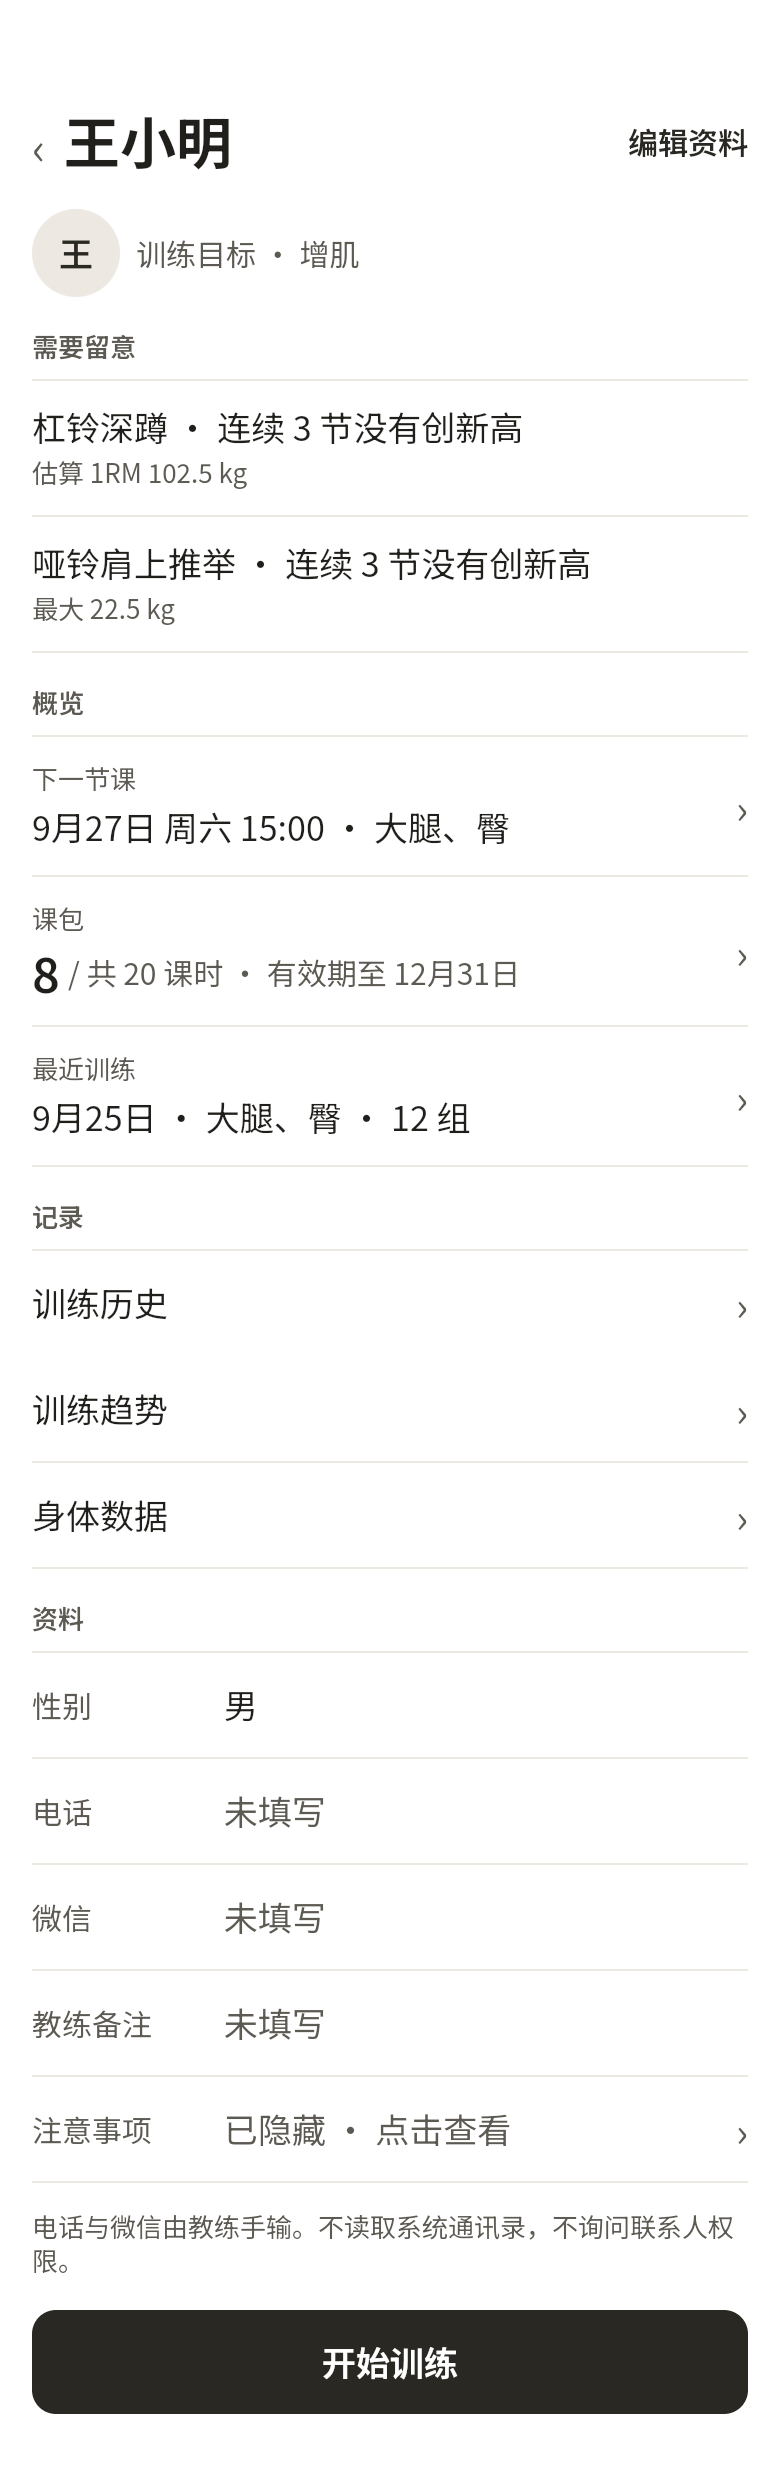 ‹ 王小明 编辑资料
王 训练目标 · 增肌
需要留意
杠铃深蹲 · 连续 3 节没有创新高
估算 1RM 102.5 kg
哑铃肩上推举 · 连续 3 节没有创新高
最大 22.5 kg
概览
下一节课
9月27日 周六 15:00 · 大腿、臀 ›
课包
8 / 共 20 课时 · 有效期至 12月31日 ›
最近训练
9月25日 · 大腿、臀 · 12 组 ›
记录
训练历史 ›
训练趋势 ›
身体数据 ›
资料
性别 男
电话 未填写
微信 未填写
教练备注 未填写
注意事项 已隐藏 · 点击查看 ›
电话与微信由教练手输。不读取系统通讯录，不询问联系人权
限。
开始训练